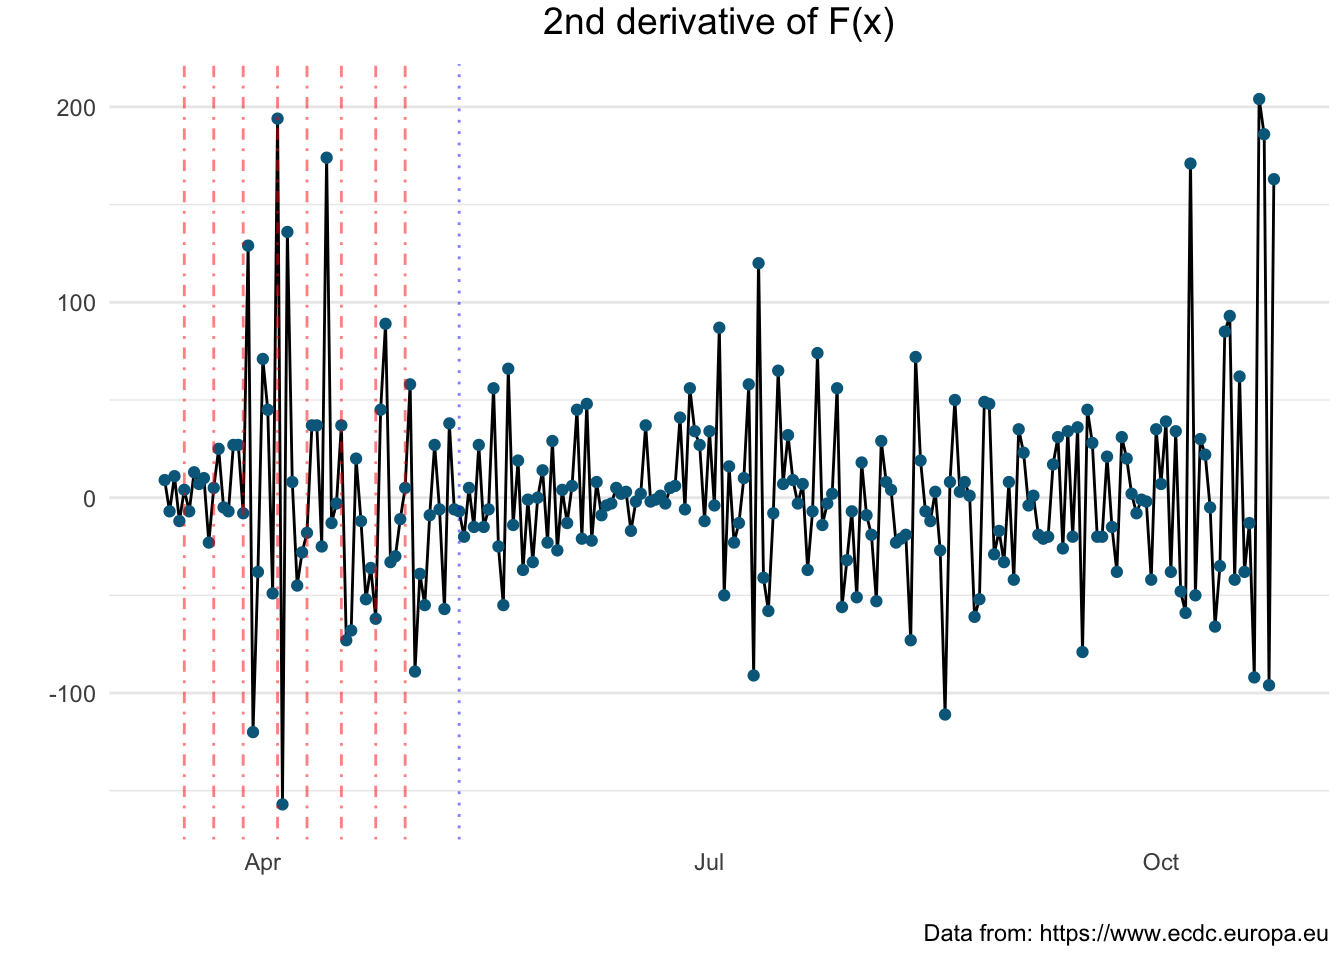 2nd derivative of F(x)
200
100
0
-100
Apr Jul Oct
Data from: https://www.ecdc.europa.eu